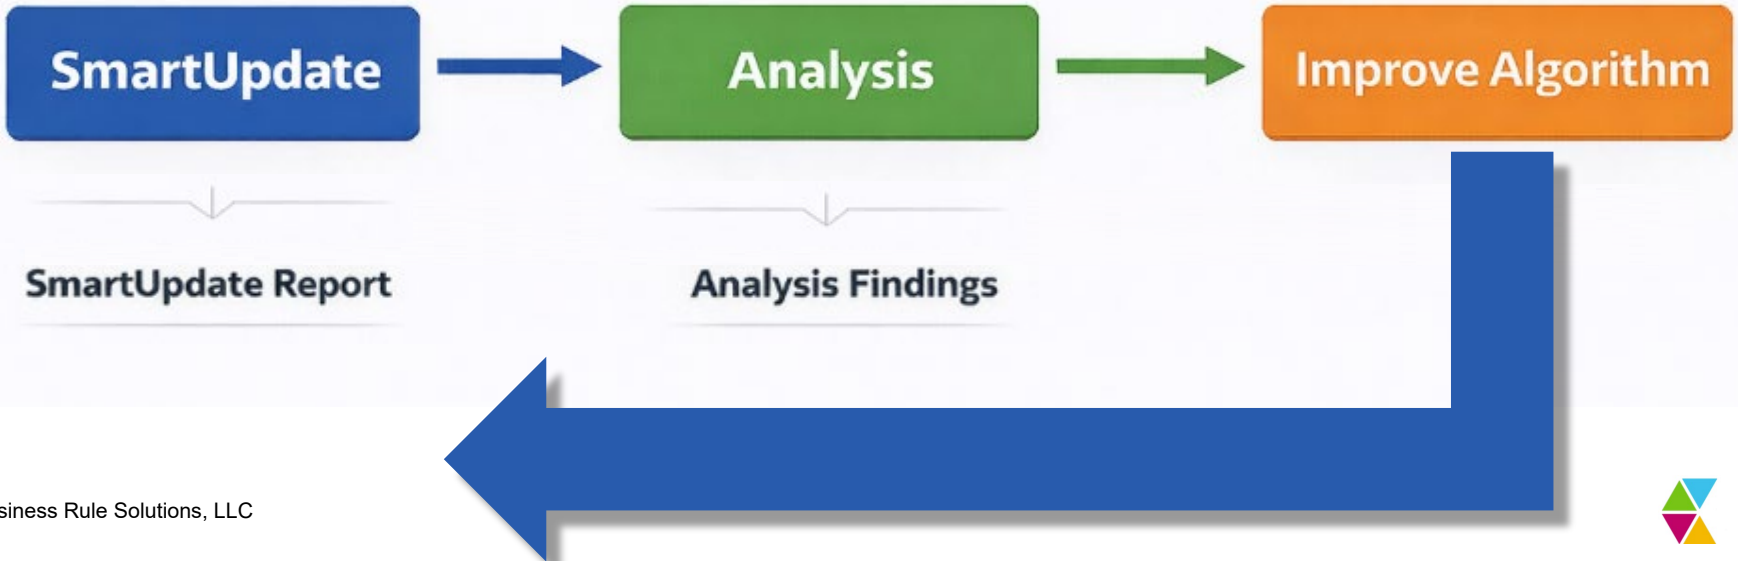 SmartUpdate
Analysis
Improve Algorithm
SmartUpdate Report
Analysis Findings
siness Rule Solutions, LLC